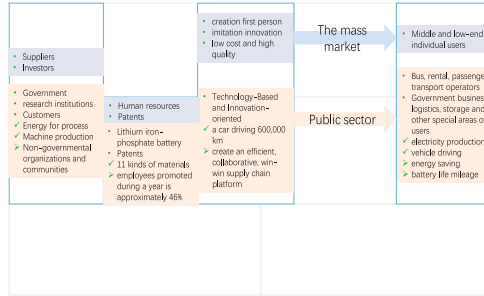 • Suppliers
• Investors
• Government
• research institutions
• Customers
✓ Energy for process
✓ Machine production
➢ Non-governmental
organizations and
communities
• Human resources
• Patents
• Lithium iron-
phosphate battery
• Patents
✓ 11 kinds of materials
➢ employees promoted
during a year is
approximately 46%
• creation first person
• imitation innovation
• low cost and high
quality
• Technology-Based
and Innovation-
oriented
✓ a car driving 600,000
km
➢ create an efficient,
collaborative, win-
win supply chain
platform
The mass
market
Public sector
• Middle and low-end
individual users
• Bus, rental, passenge
transport operators
• Government business
logistics, storage and
other special areas o
users
✓ electricity production
✓ vehicle driving
➢ energy saving
➢ battery life mileage